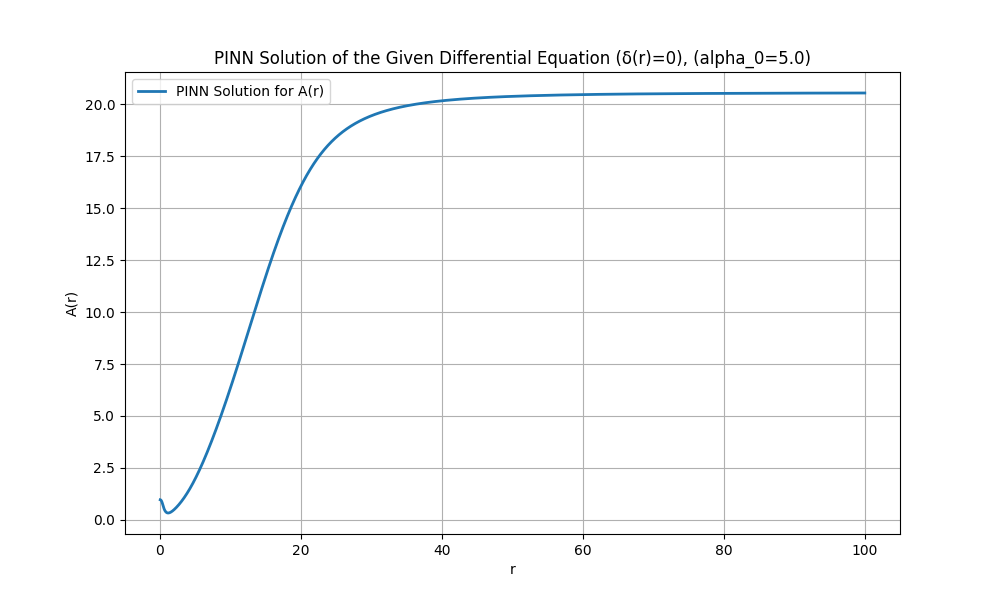 PINN Solution of the Given Differential Equation (δ(r)=0), (alpha_0=5.0)
PINN Solution for A(r)
A(r)
20.0
17.5
15.0
12.5
10.0
7.5
5.0
2.5
0.0
0 20 40 60 80 100
r